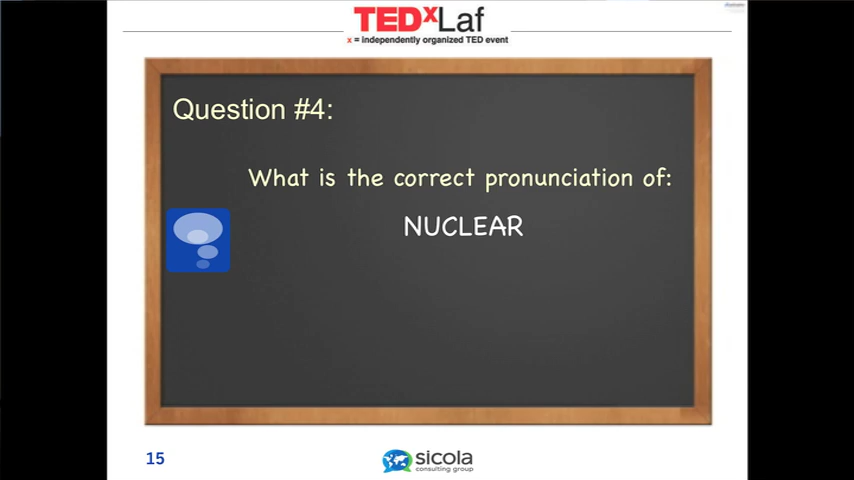 TEDxLaf
x = independently organized TED event
Question #4:
What is the correct pronunciation of:
NUCLEAR
15
sicola
consulting group